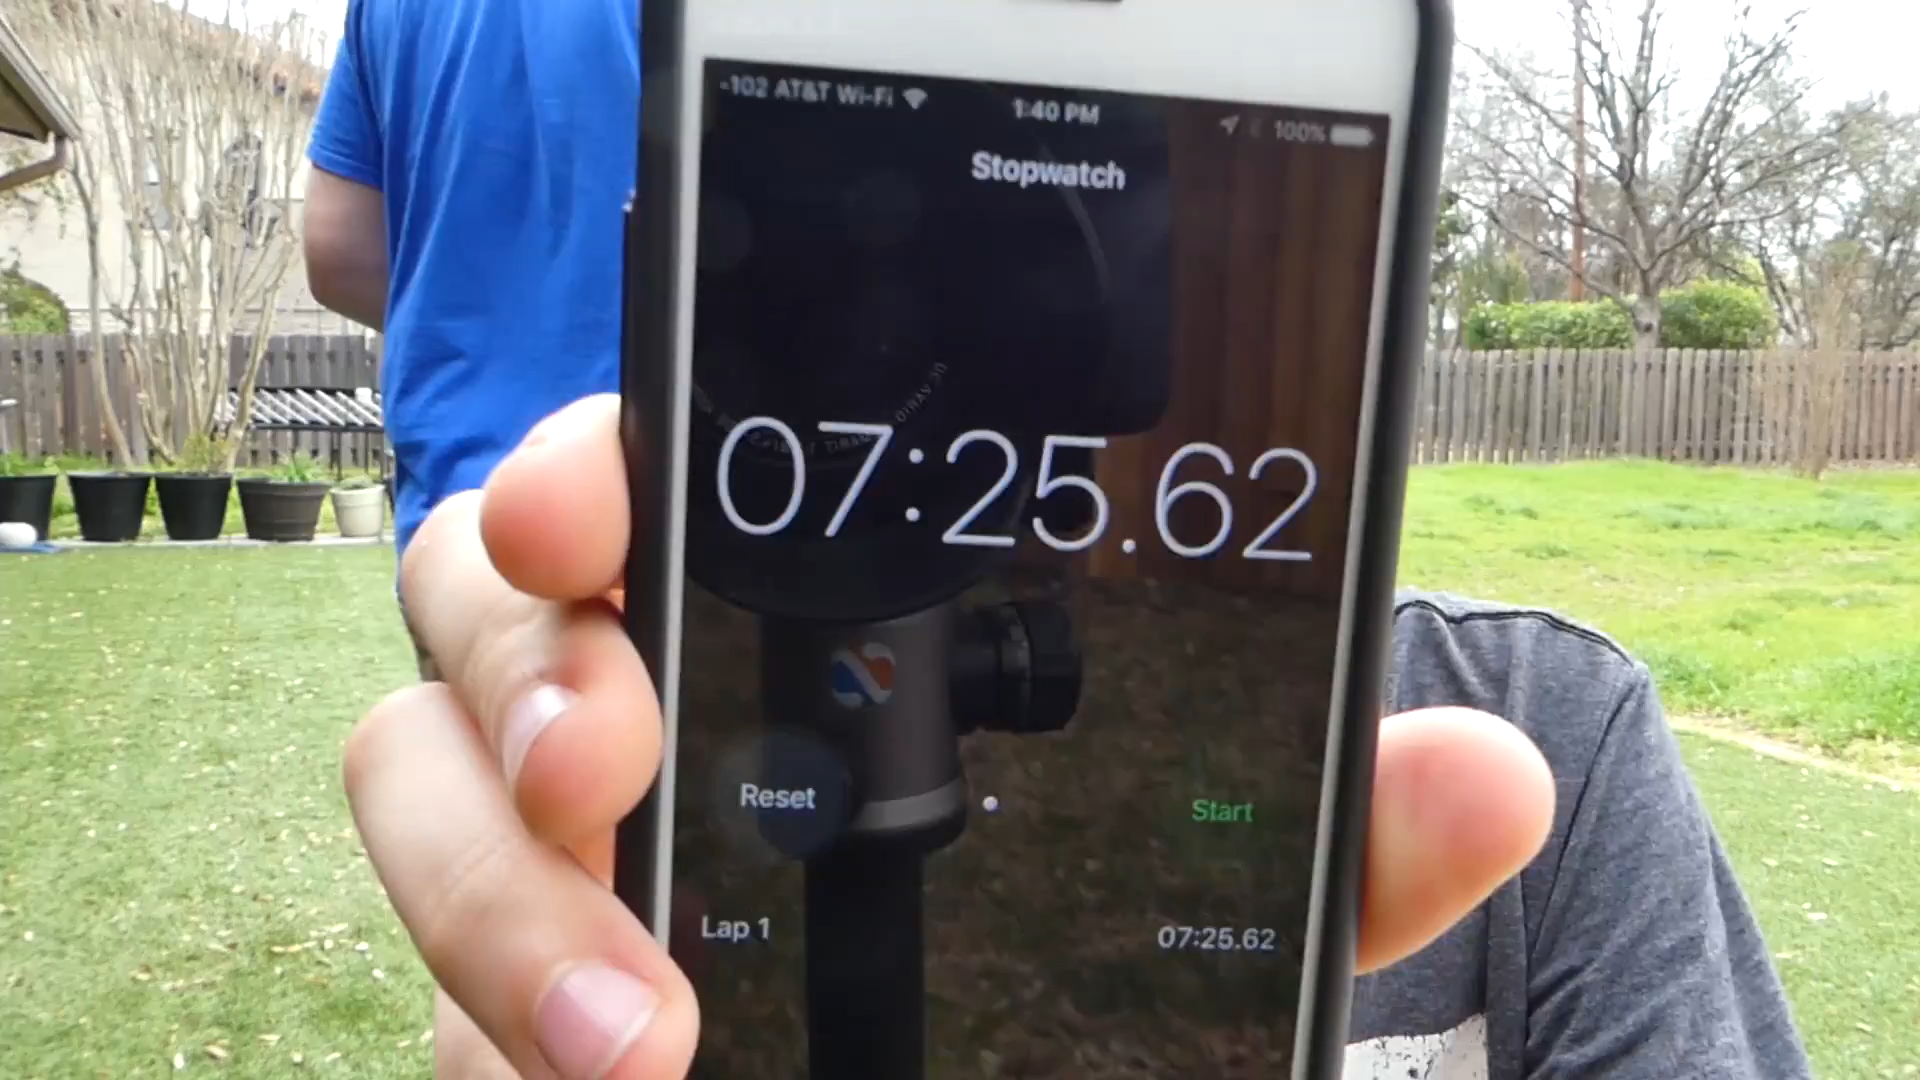 -102 AT&T Wi-Fi 1:40 PM 100%
Stopwatch
07:25.62
Reset Start
Lap 1 07:25.62